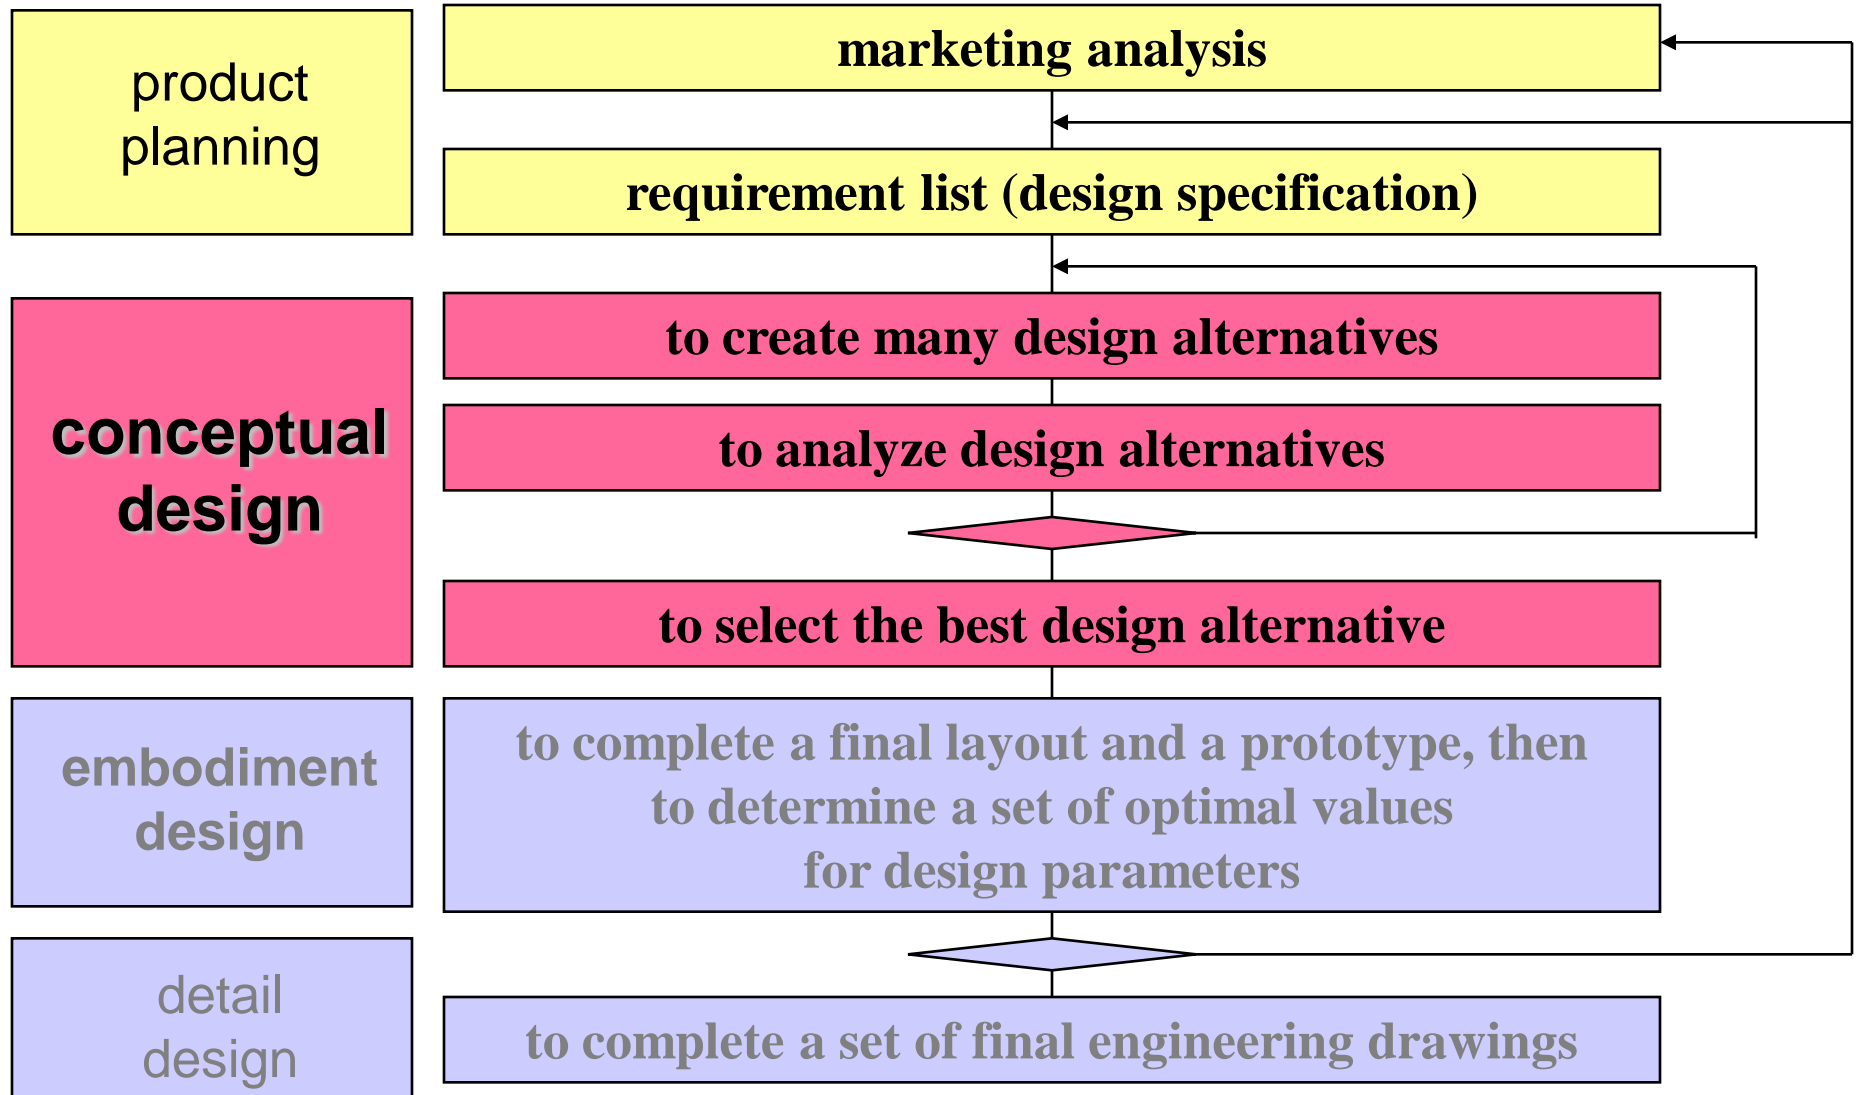 product
planning
marketing analysis
requirement list (design specification)
conceptual
design
to create many design alternatives
to analyze design alternatives
to select the best design alternative
embodiment
design
to complete a final layout and a prototype, then
to determine a set of optimal values
for design parameters
detail
design
to complete a set of final engineering drawings